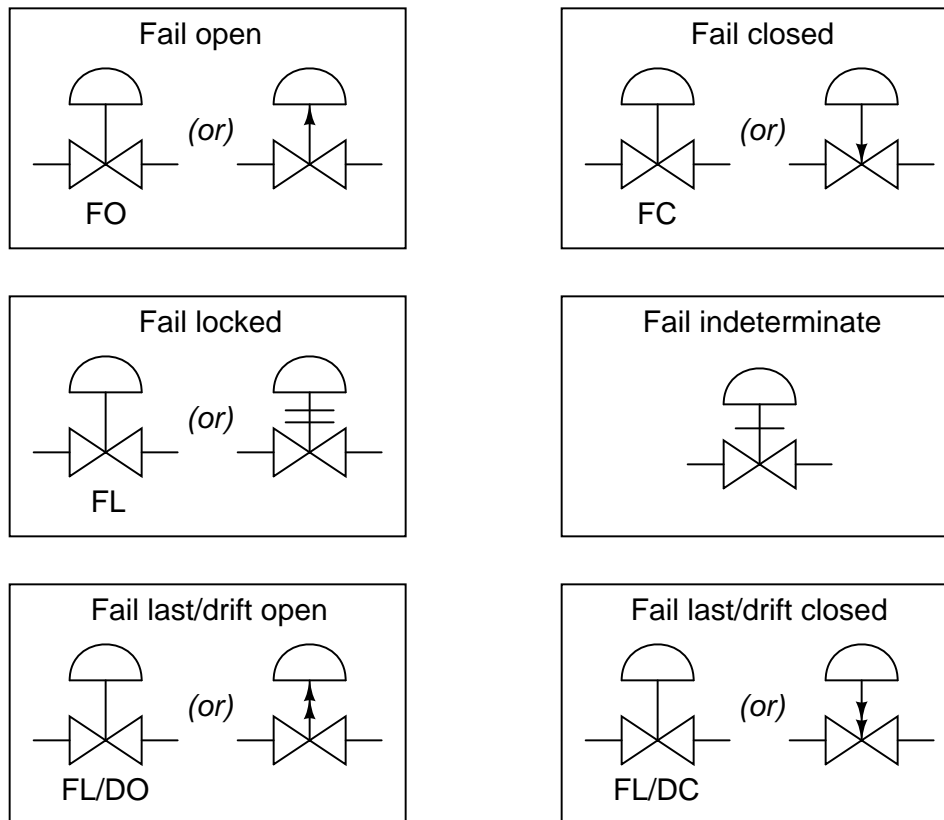 Fail open
(or)
FO
Fail closed
(or)
FC
Fail locked
(or)
FL
Fail indeterminate
Fail last/drift open
(or)
FL/DO
Fail last/drift closed
(or)
FL/DC